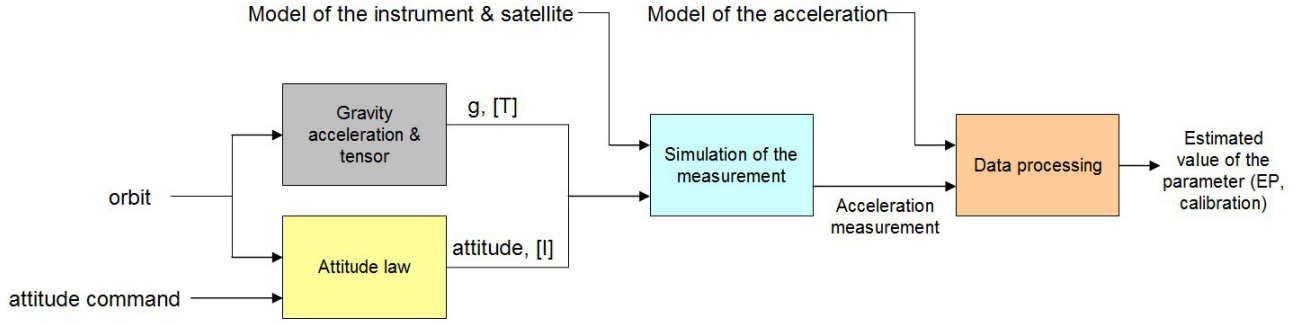 Model of the instrument & satellite
Model of the acceleration
Gravity
acceleration &
tensor
g, [T]
Simulation of the
measurement
Data processing
Estimated
value of the
parameter (EP,
calibration)
orbit
Acceleration
measurement
Attitude law
attitude, [I]
attitude command